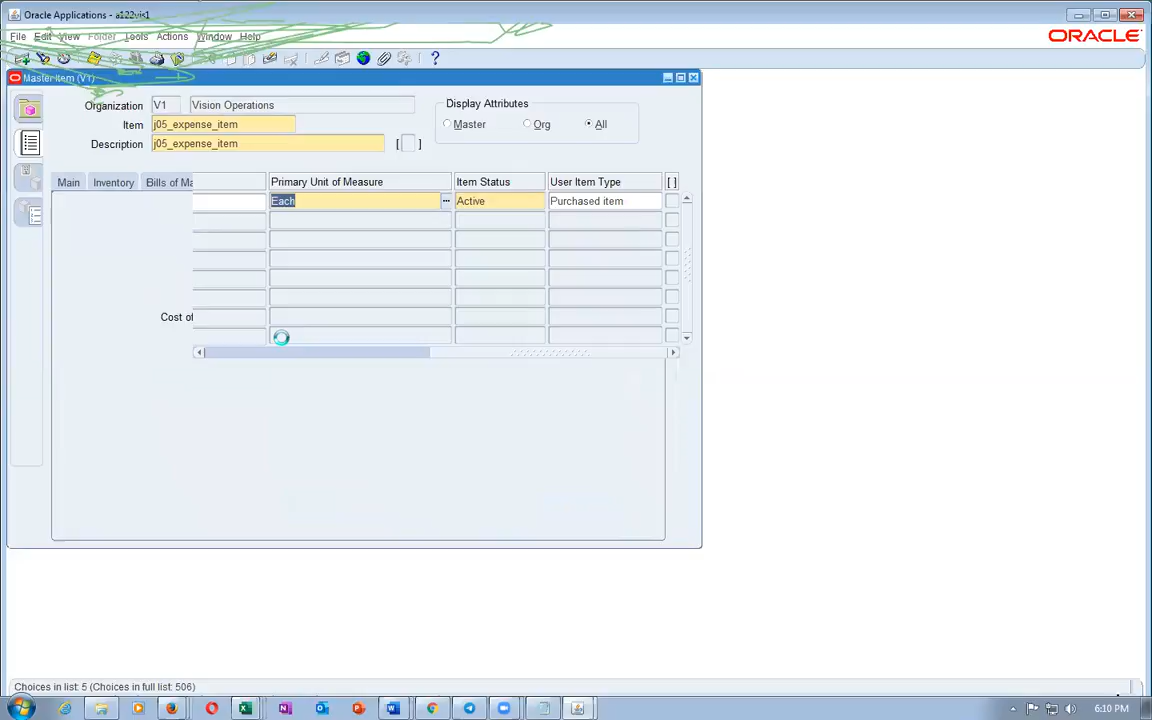 Oracle Applications - a122vis1
File Edit View Folder Tools Actions Window Help
ORACLE
Master Item (V1)
Organization V1 Vision Operations
Display Attributes
Item j05_expense_item
Master Org All
Description j05_expense_item [ ]
Main Inventory Bills of Ma
Primary Unit of Measure Item Status User Item Type [ ]
Each Active Purchased item
Cost of
Choices in list: 5 (Choices in full list: 506)
6:10 PM